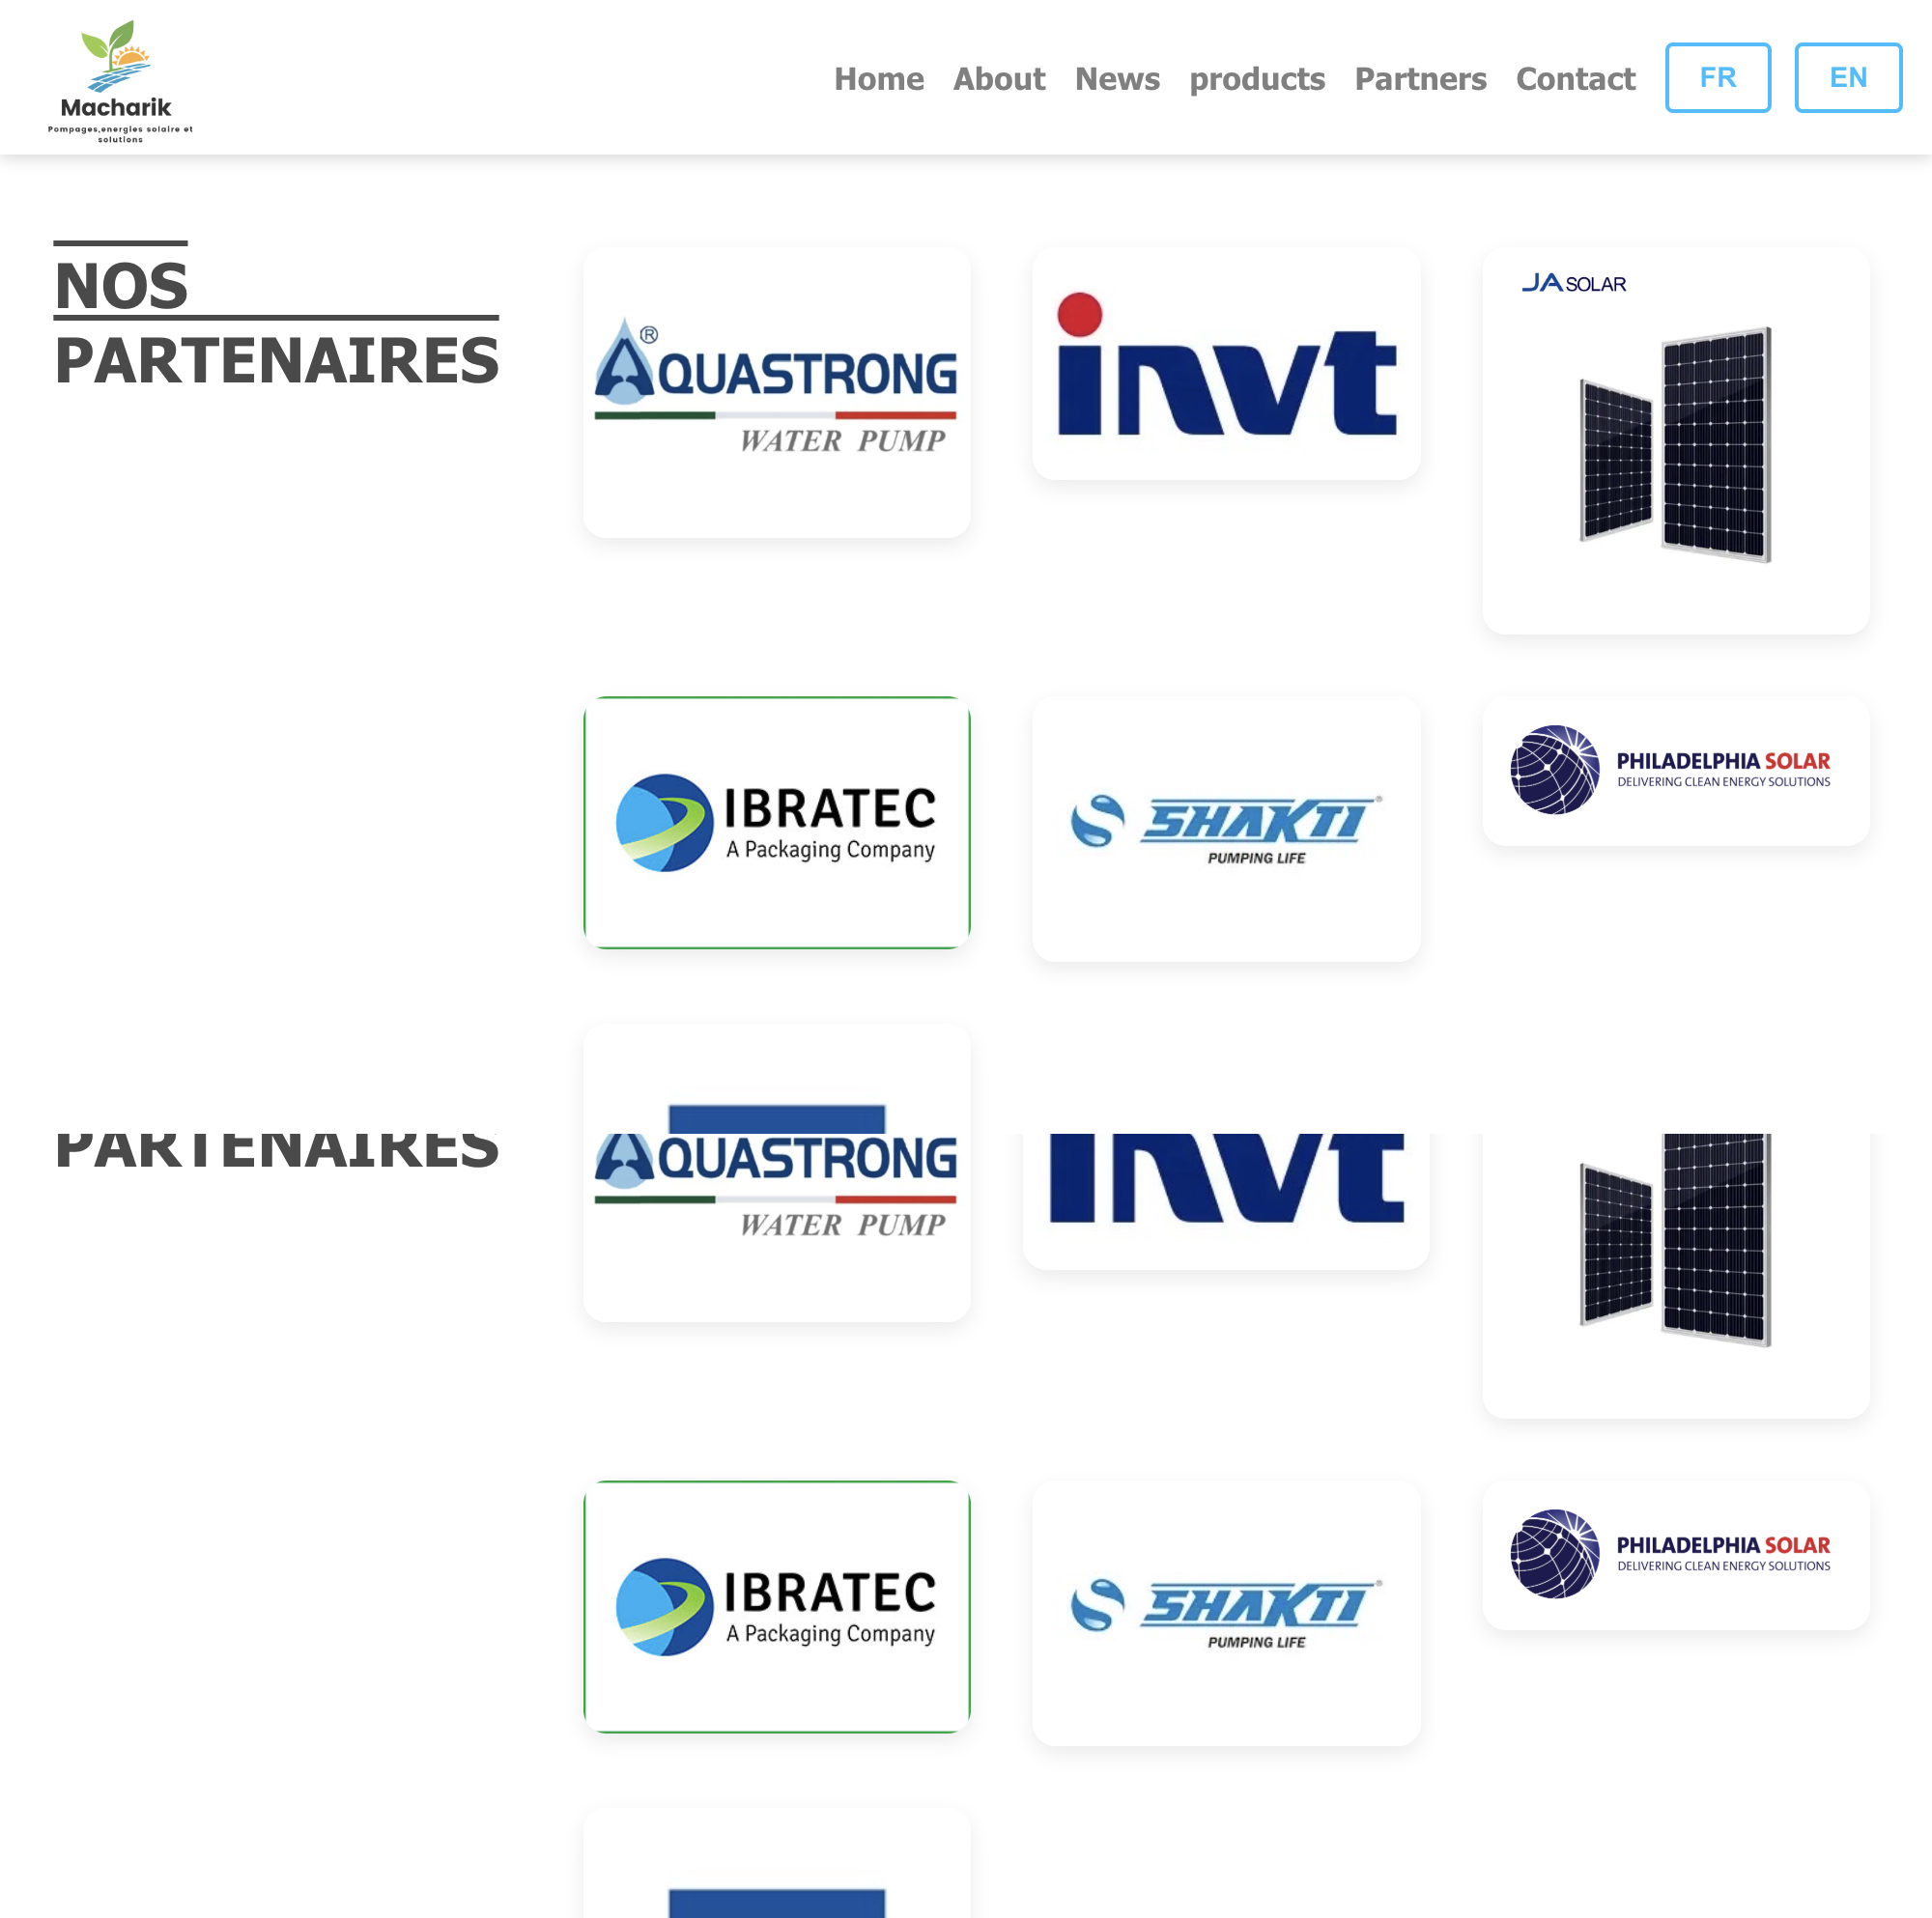 Macharik
Pompages,energies solaire et
solutions
Home About News products Partners Contact FR EN
NOS
PARTENAIRES
AQUASTRONG®
WATER PUMP
invt
JA SOLAR
IBRATEC
A Packaging Company
SHAKTI®
PUMPING LIFE
PHILADELPHIA SOLAR
DELIVERING CLEAN ENERGY SOLUTIONS
PARTENAIRES
AQUASTRONG
WATER PUMP
invt
IBRATEC
A Packaging Company
SHAKTI®
PUMPING LIFE
PHILADELPHIA SOLAR
DELIVERING CLEAN ENERGY SOLUTIONS